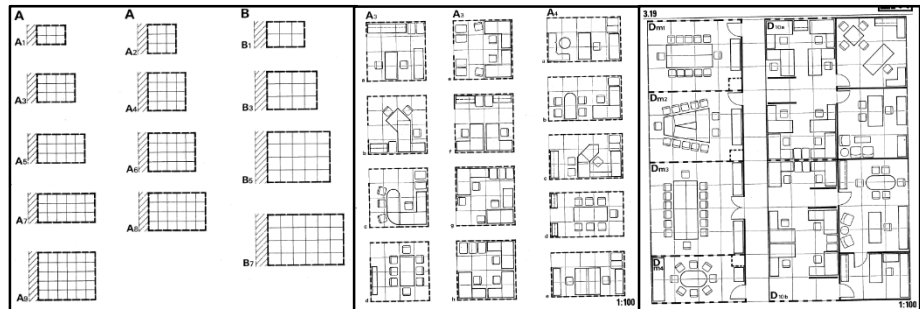 A
A1
A3
A5
A7
A9
A
A2
A4
A6
A8
B
B1
B3
B5
B7
A3
a
b
c
d
A3
e
f
g
h
A4
a
b
c
d
e
1:100
3.19
Dm1
Dm2
Dm3
Dm4
D10a
D10b
1:100